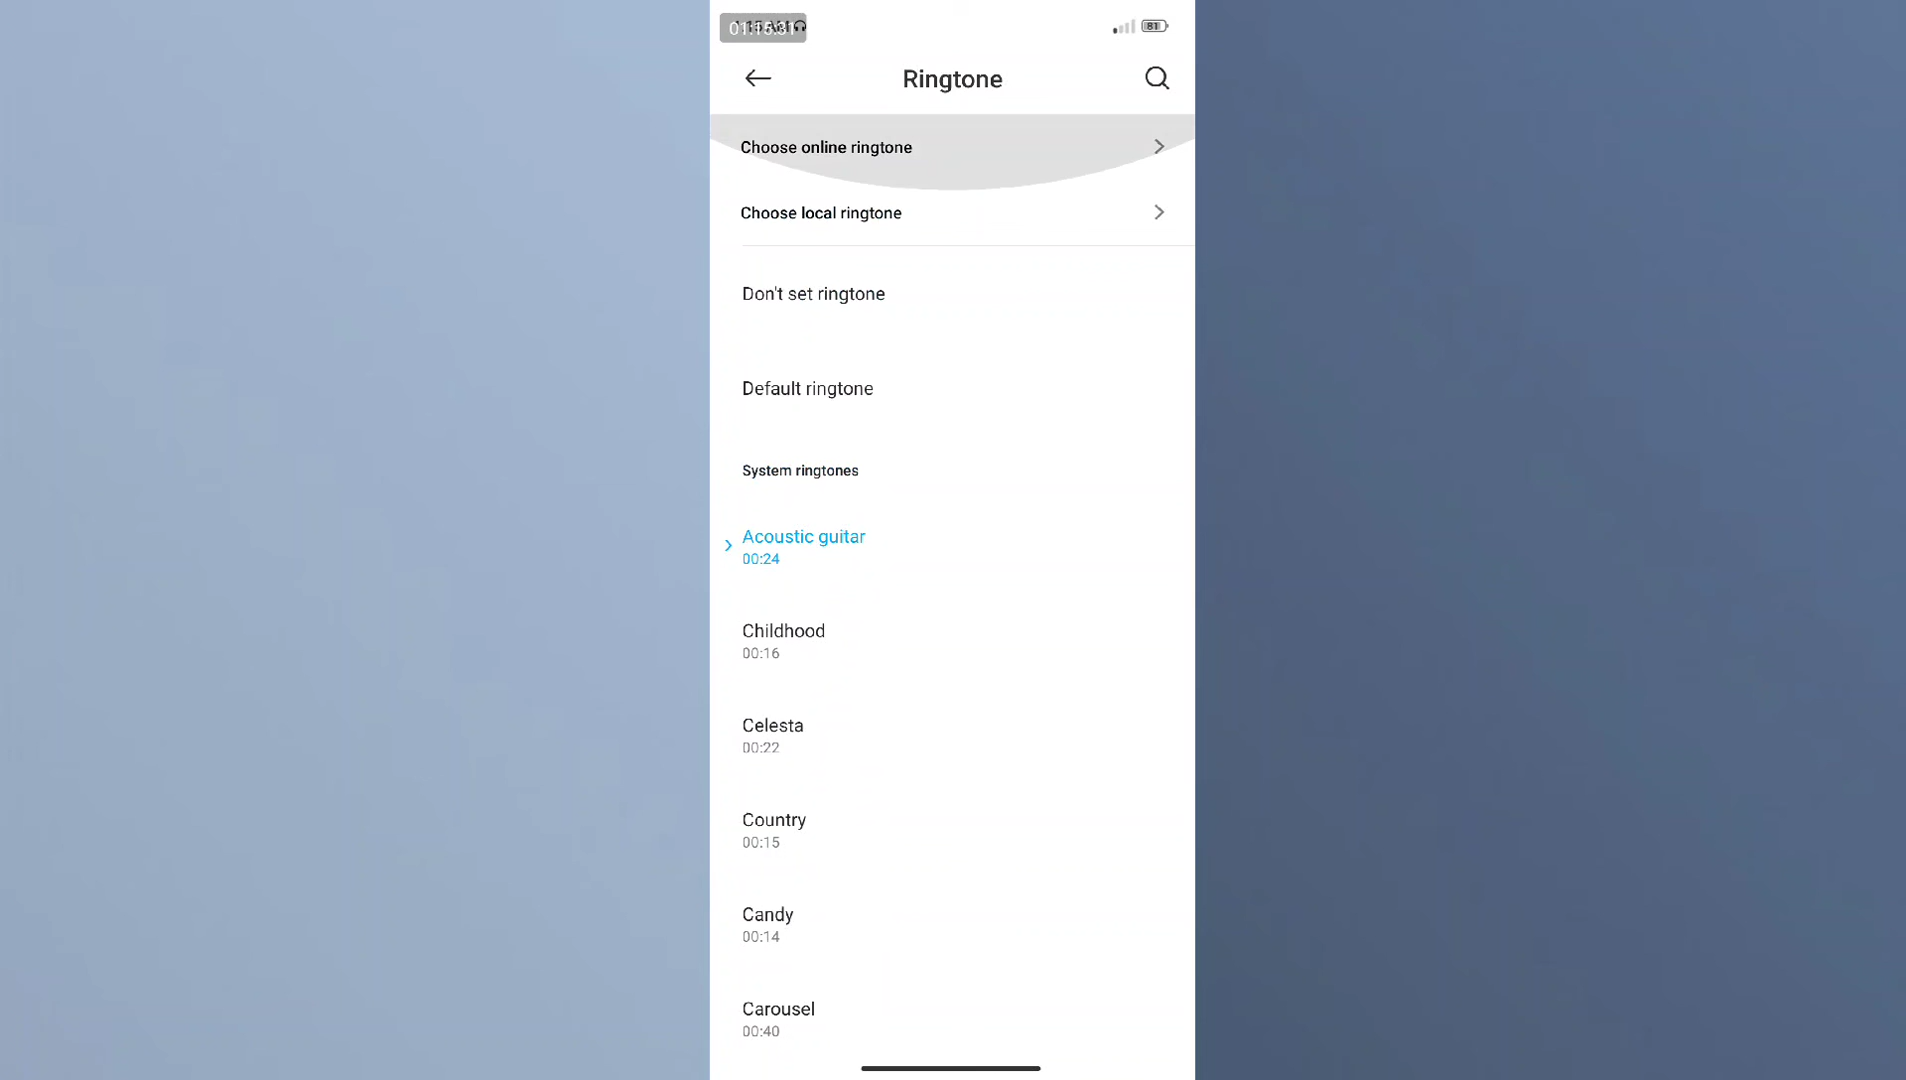 81
Ringtone
Choose online ringtone
Choose local ringtone
Don't set ringtone
Default ringtone
System ringtones
Acoustic guitar
00:24
Childhood
00:16
Celesta
00:22
Country
00:15
Candy
00:14
Carousel
00:40